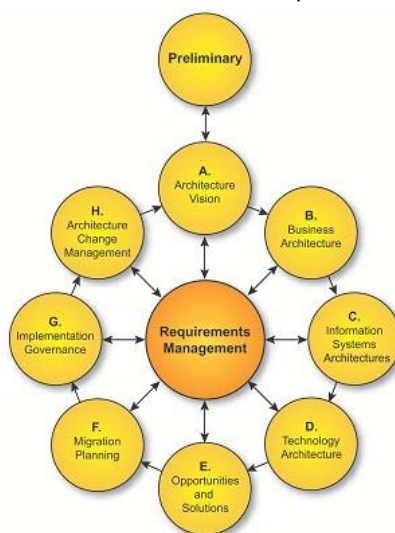 Preliminary
A.
Architecture
Vision
B.
Business
Architecture
C.
Information
Systems
Architectures
D.
Technology
Architecture
E.
Opportunities
and
Solutions
F.
Migration
Planning
G.
Implementation
Governance
H.
Architecture
Change
Management
Requirements
Management